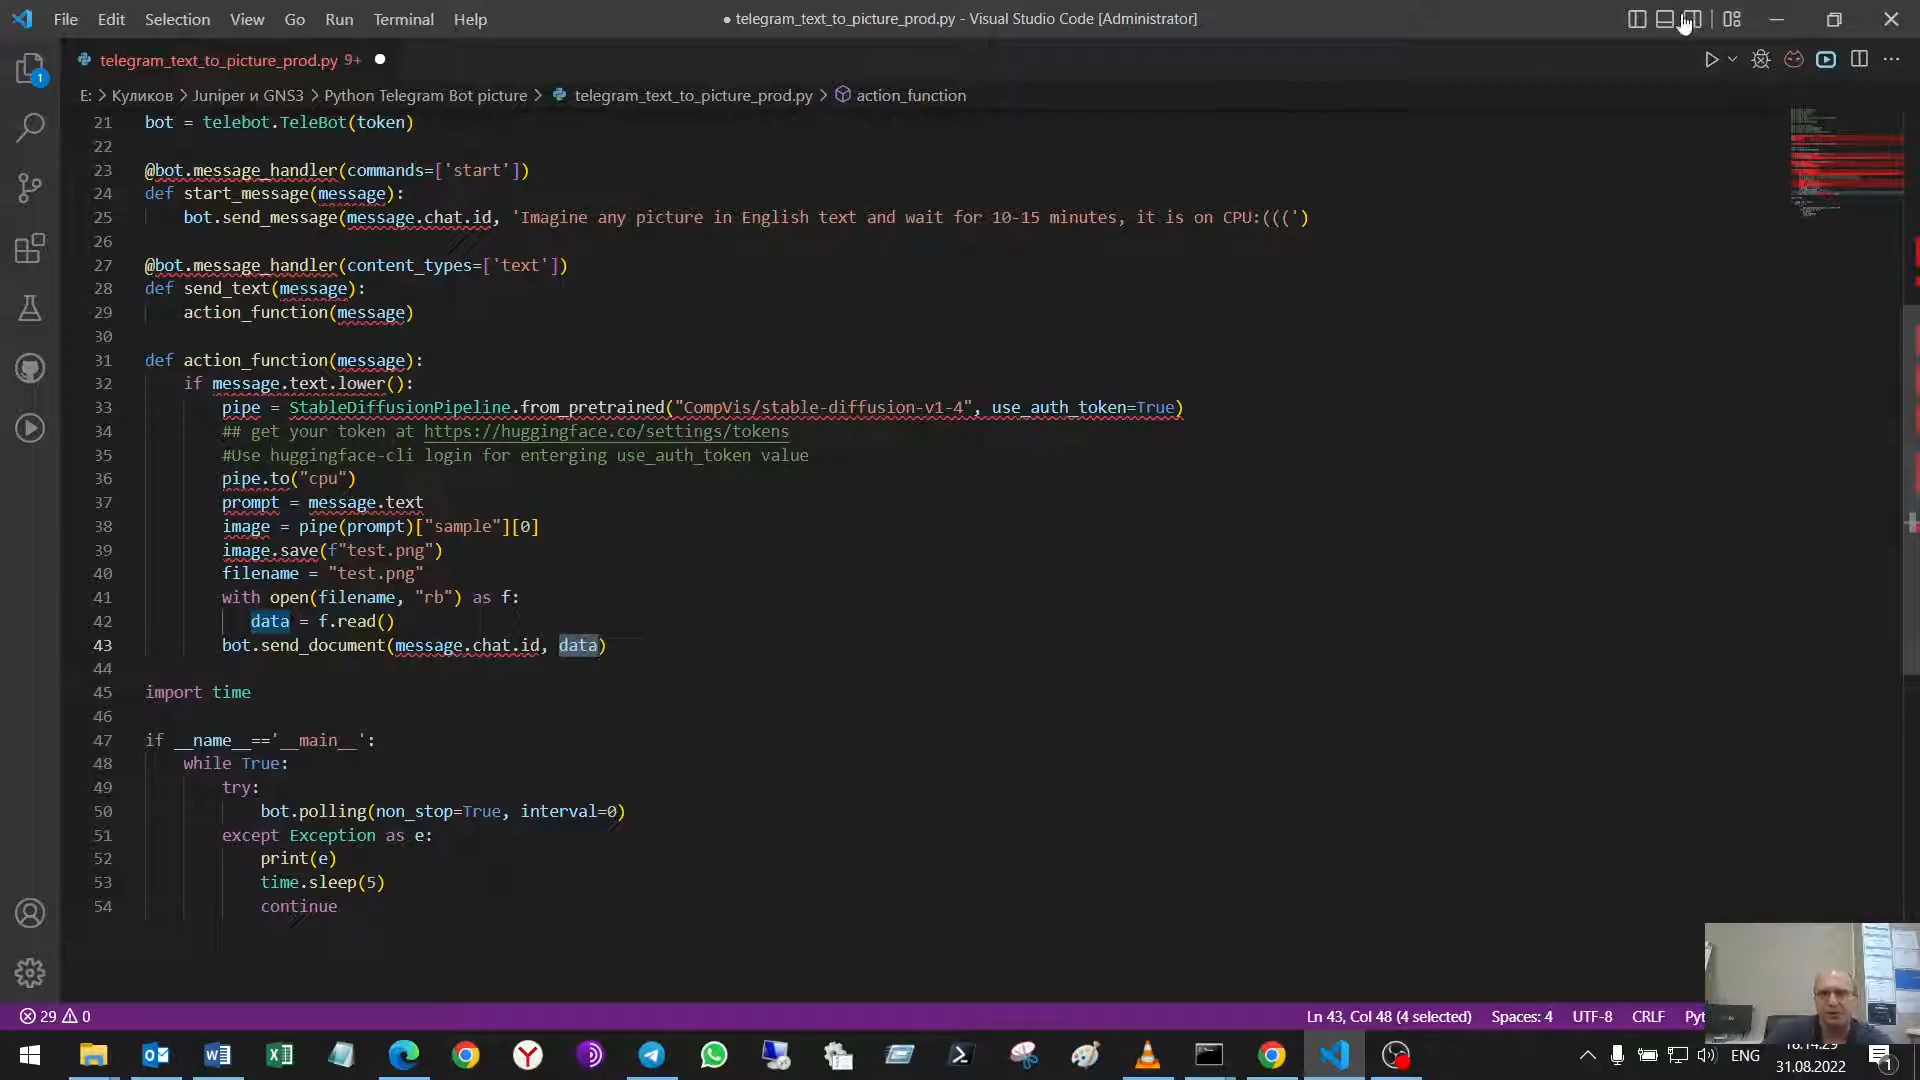 File Edit Selection View Go Run Terminal Help
● telegram_text_to_picture_prod.py - Visual Studio Code [Administrator]
telegram_text_to_picture_prod.py 9+ ●
E: > Куликов > Juniper и GNS3 > Python Telegram Bot picture > telegram_text_to_picture_prod.py > action_function
1
21 bot = telebot.TeleBot(token)
22
23 @bot.message_handler(commands=['start'])
24 def start_message(message):
25     bot.send_message(message.chat.id, 'Imagine any picture in English text and wait for 10-15 minutes, it is on CPU:(((')
26
27 @bot.message_handler(content_types=['text'])
28 def send_text(message):
29     action_function(message)
30
31 def action_function(message):
32     if message.text.lower():
33         pipe = StableDiffusionPipeline.from_pretrained("CompVis/stable-diffusion-v1-4", use_auth_token=True)
34         ## get your token at https://huggingface.co/settings/tokens
35         #Use huggingface-cli login for enterging use_auth_token value
36         pipe.to("cpu")
37         prompt = message.text
38         image = pipe(prompt)["sample"][0]
39         image.save(f"test.png")
40         filename = "test.png"
41         with open(filename, "rb") as f:
42            data = f.read()
43         bot.send_document(message.chat.id, data)
44
45 import time
46
47 if __name__=='__main__':
48     while True:
49         try:
50             bot.polling(non_stop=True, interval=0)
51         except Exception as e:
52             print(e)
53             time.sleep(5)
54             continue
29 0
Ln 43, Col 48 (4 selected) Spaces: 4 UTF-8 CRLF
ENG
31.08.2022
1